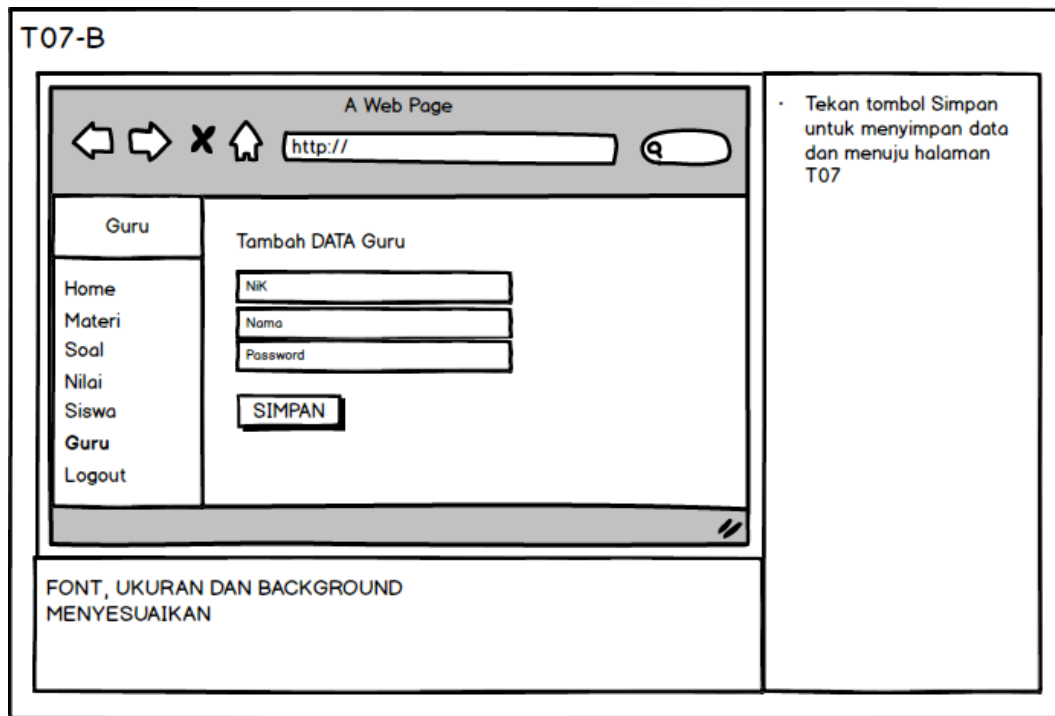 T07-B
A Web Page
http://
Guru
Home
Materi
Soal
Nilai
Siswa
Guru
Logout
Tambah DATA Guru
NiK
Nama
Password
SIMPAN
· Tekan tombol Simpan
untuk menyimpan data
dan menuju halaman
T07
FONT, UKURAN DAN BACKGROUND
MENYESUAIKAN